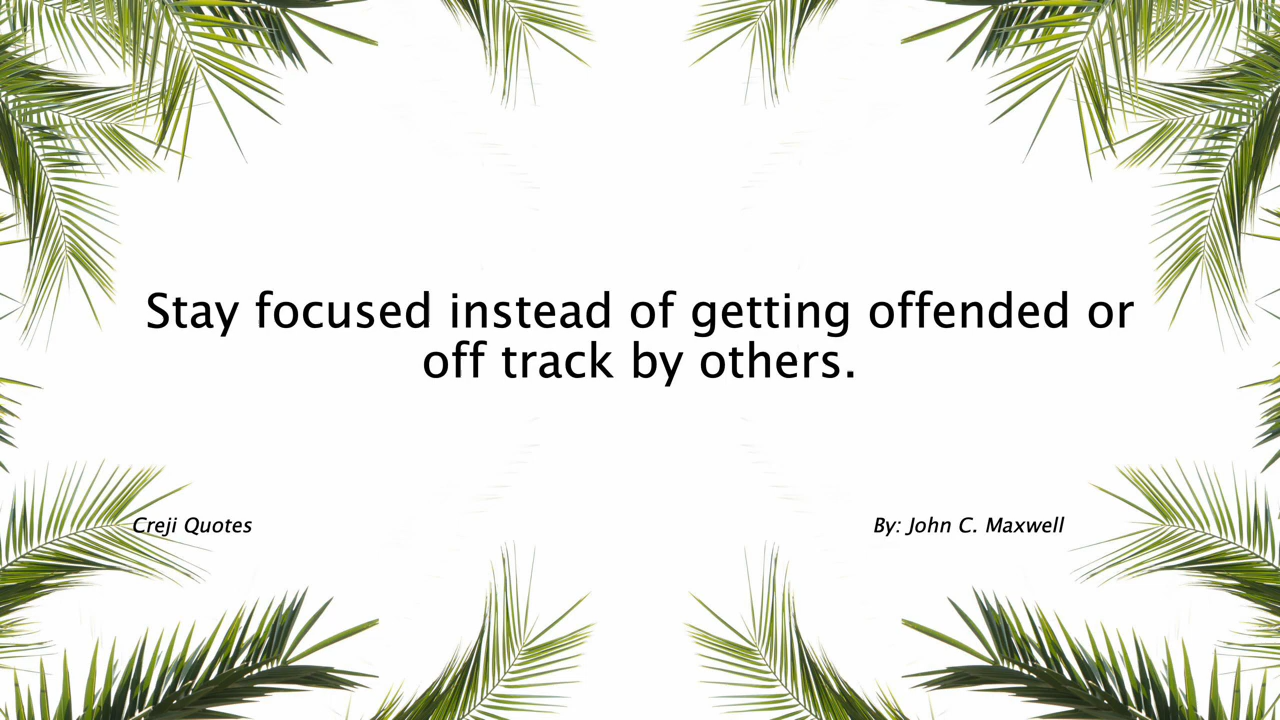 Stay focused instead of getting offended or
off track by others.
Creji Quotes
By: John C. Maxwell